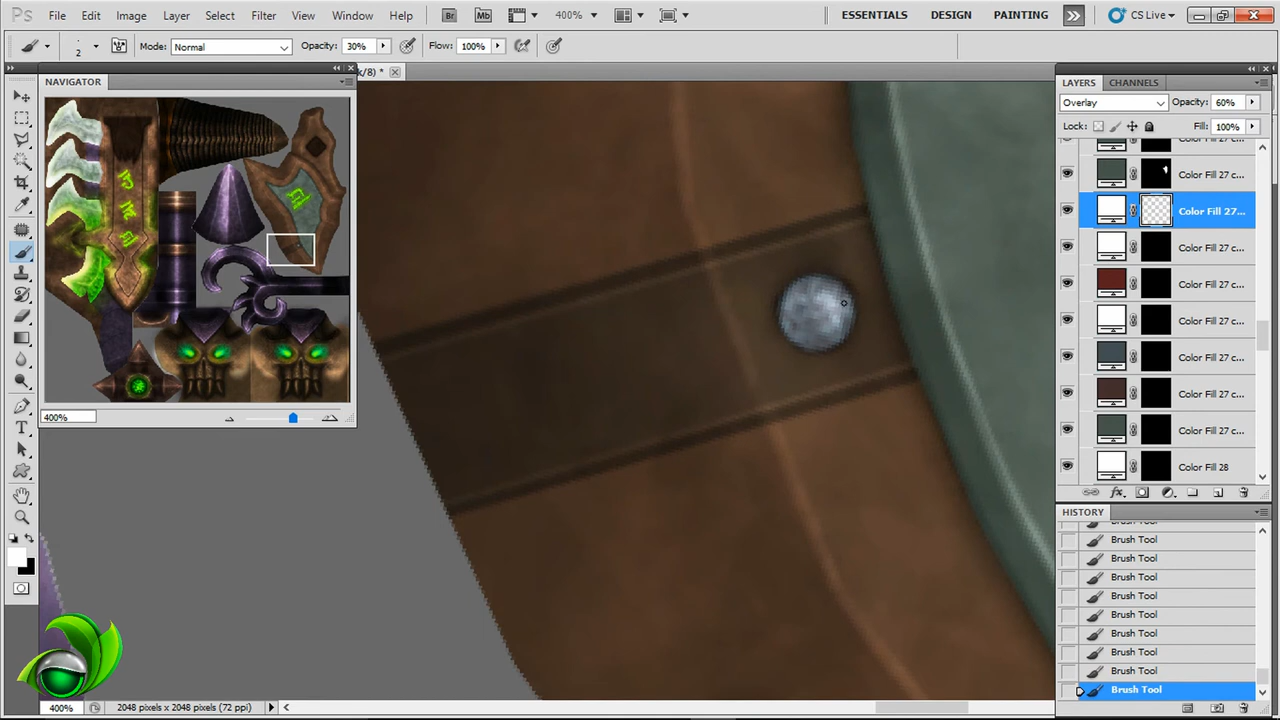 Ps File Edit Image Layer Select Filter View Window Help Br Mb 400% ESSENTIALS DESIGN PAINTING CS Live
2 Mode: Normal Opacity: 30% Flow: 100%
NAVIGATOR
k/8) *
400%
LAYERS CHANNELS
Overlay Opacity: 60%
Lock: Fill: 100%
Color Fill 27 c...
Color Fill 27...
Color Fill 27 c...
Color Fill 27 c...
Color Fill 27 c...
Color Fill 27 c...
Color Fill 27 c...
Color Fill 27 c...
Color Fill 28
fx
HISTORY
Brush Tool
Brush Tool
Brush Tool
Brush Tool
Brush Tool
Brush Tool
Brush Tool
Brush Tool
Brush Tool
Brush Tool
400% 2048 pixels x 2048 pixels (72 ppi)